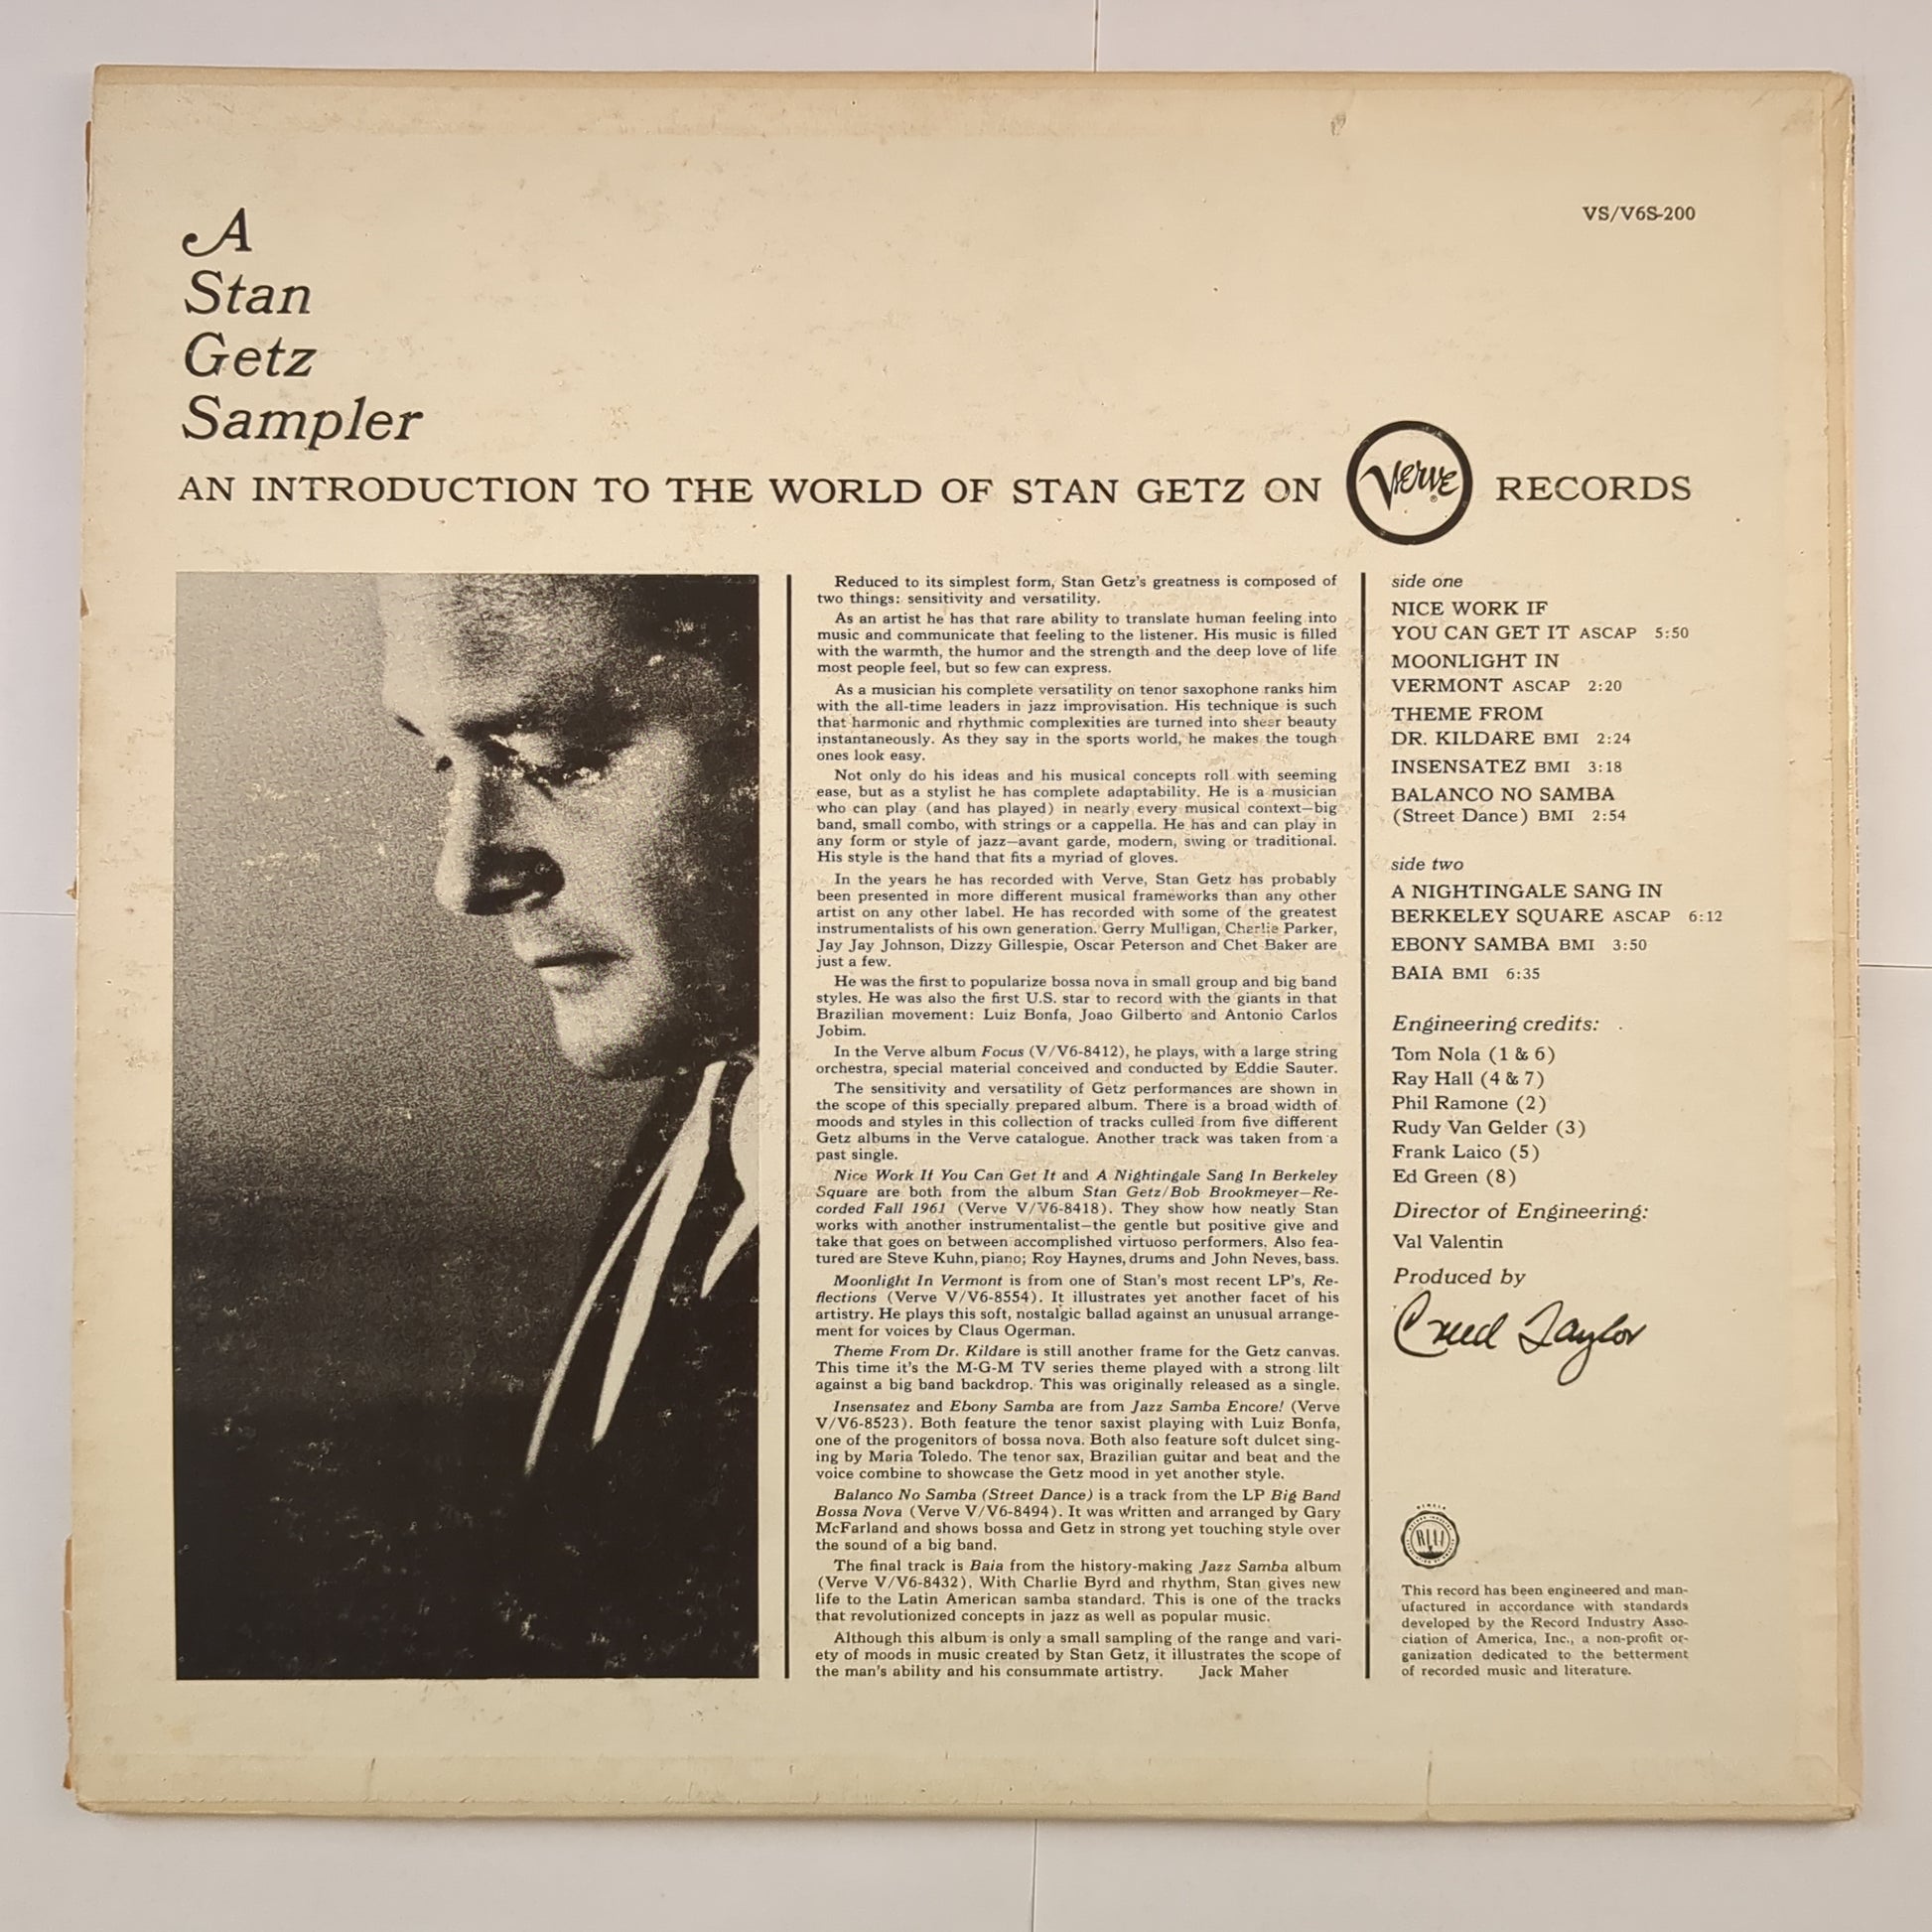 A
Stan
Getz
Sampler
VS/V6S-200
AN INTRODUCTION TO THE WORLD OF STAN GETZ ON Verve RECORDS
Reduced to its simplest form, Stan Getz's greatness is composed of
two things: sensitivity and versatility.
As an artist he has that rare ability to translate human feeling into
music and communicate that feeling to the listener. His music is filled
with the warmth, the humor and the strength and the deep love of life
most people feel, but so few can express.
As a musician his complete versatility on tenor saxophone ranks him
with the all-time leaders in jazz improvisation. His technique is such
that harmonic and rhythmic complexities are turned into sheer beauty
instantaneously. As they say in the sports world, he makes the tough
ones look easy.
Not only do his ideas and his musical concepts roll with seeming
ease, but as a stylist he has complete adaptability. He is a musician
who can play (and has played) in nearly every musical context—big
band, small combo, with strings or a cappella. He has and can play in
any form or style of jazz—avant garde, modern, swing or traditional.
His style is the hand that fits a myriad of gloves.
In the years he has recorded with Verve, Stan Getz has probably
been presented in more different musical frameworks than any other
artist on any other label. He has recorded with some of the greatest
instrumentalists of his own generation. Gerry Mulligan, Charlie Parker,
Jay Jay Johnson, Dizzy Gillespie, Oscar Peterson and Chet Baker are
just a few.
He was the first to popularize bossa nova in small group and big band
styles. He was also the first U.S. star to record with the giants in that
Brazilian movement: Luiz Bonfa, Joao Gilberto and Antonio Carlos
Jobim.
In the Verve album Focus (V/V6-8412), he plays, with a large string
orchestra, special material conceived and conducted by Eddie Sauter.
The sensitivity and versatility of Getz performances are shown in
the scope of this specially prepared album. There is a broad width of
moods and styles in this collection of tracks culled from five different
Getz albums in the Verve catalogue. Another track was taken from a
past single.
Nice Work If You Can Get It and A Nightingale Sang In Berkeley
Square are both from the album Stan Getz/Bob Brookmeyer—Re-
corded Fall 1961 (Verve V/V6-8418). They show how neatly Stan
works with another instrumentalist—the gentle but positive give and
take that goes on between accomplished virtuoso performers. Also fea-
tured are Steve Kuhn, piano; Roy Haynes, drums and John Neves, bass.
Moonlight In Vermont is from one of Stan's most recent LP's, Re-
flections (Verve V/V6-8554). It illustrates yet another facet of his
artistry. He plays this soft, nostalgic ballad against an unusual arrange-
ment for voices by Claus Ogerman.
Theme From Dr. Kildare is still another frame for the Getz canvas.
This time it's the M-G-M TV series theme played with a strong lilt
against a big band backdrop. This was originally released as a single.
Insensatez and Ebony Samba are from Jazz Samba Encore! (Verve
V/V6-8523). Both feature the tenor saxist playing with Luiz Bonfa,
one of the progenitors of bossa nova. Both also feature soft dulcet sing-
ing by Maria Toledo. The tenor sax, Brazilian guitar and beat and the
voice combine to showcase the Getz mood in yet another style.
Balanco No Samba (Street Dance) is a track from the LP Big Band
Bossa Nova (Verve V/V6-8494). It was written and arranged by Gary
McFarland and shows bossa and Getz in strong yet touching style over
the sound of a big band.
The final track is Baia from the history-making Jazz Samba album
(Verve V/V6-8432). With Charlie Byrd and rhythm, Stan gives new
life to the Latin American samba standard. This is one of the tracks
that revolutionized concepts in jazz as well as popular music.
Although this album is only a small sampling of the range and vari-
ety of moods in music created by Stan Getz, it illustrates the scope of
the man's ability and his consummate artistry. Jack Maher
side one
NICE WORK IF
YOU CAN GET IT ASCAP 5:50
MOONLIGHT IN
VERMONT ASCAP 2:20
THEME FROM
DR. KILDARE BMI 2:24
INSENSATEZ BMI 3:18
BALANCO NO SAMBA
(Street Dance) BMI 2:54
side two
A NIGHTINGALE SANG IN
BERKELEY SQUARE ASCAP 6:12
EBONY SAMBA BMI 3:50
BAIA BMI 6:35
Engineering credits:
Tom Nola (1 & 6)
Ray Hall (4 & 7)
Phil Ramone (2)
Rudy Van Gelder (3)
Frank Laico (5)
Ed Green (8)
Director of Engineering:
Val Valentin
Produced by
Creed Taylor
This record has been engineered and man-
ufactured in accordance with standards
developed by the Record Industry Asso-
ciation of America, Inc., a non-profit or-
ganization dedicated to the betterment
of recorded music and literature.